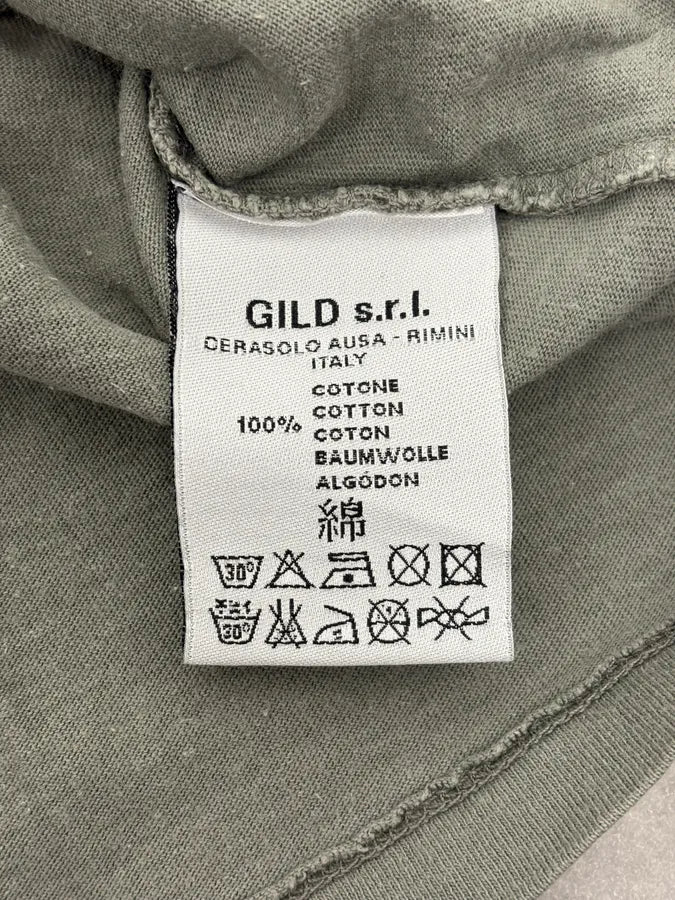 GILD s.r.l.
CERASOLO AUSA - RIMINI
ITALY
COTONE
COTTON
100% COTON
BAUMWOLLE
ALGÓDON
綿
30°
30°